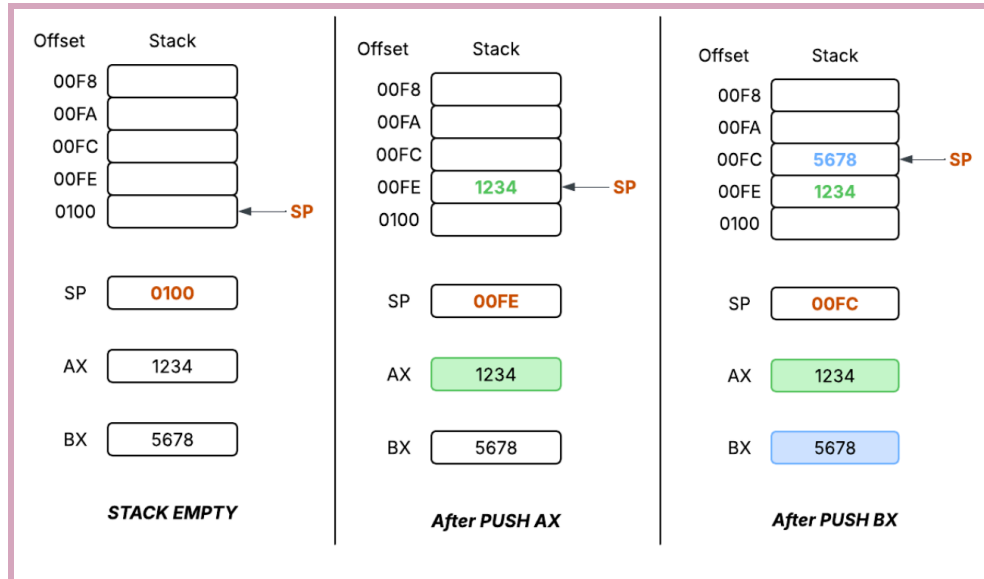 Offset Stack
00F8
00FA
00FC
00FE
0100 SP
SP 0100
AX 1234
BX 5678
STACK EMPTY
Offset Stack
00F8
00FA
00FC
00FE 1234 SP
0100
SP 00FE
AX 1234
BX 5678
After PUSH AX
Offset Stack
00F8
00FA
00FC 5678 SP
00FE 1234
0100
SP 00FC
AX 1234
BX 5678
After PUSH BX